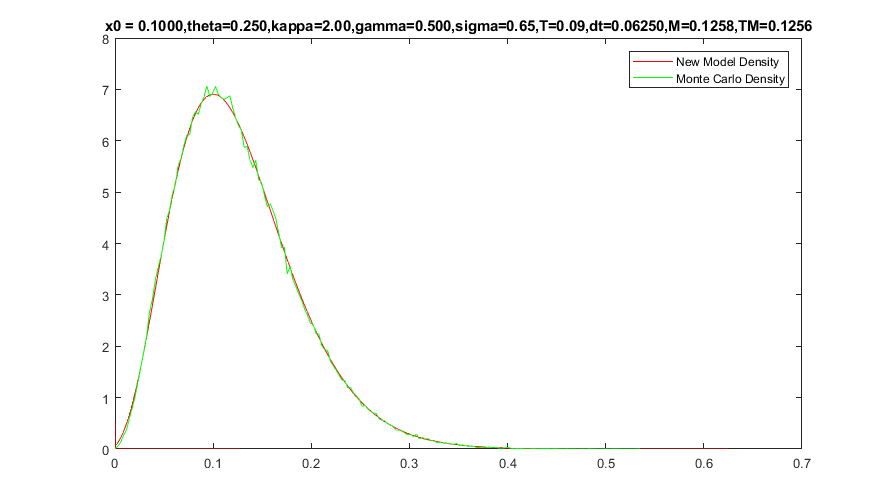 x0 = 0.1000,theta=0.250,kappa=2.00,gamma=0.500,sigma=0.65,T=0.09,dt=0.06250,M=0.1258,TM=0.1256
8
New Model Density
Monte Carlo Density
7
6
5
4
3
2
1
0
0 0.1 0.2 0.3 0.4 0.5 0.6 0.7